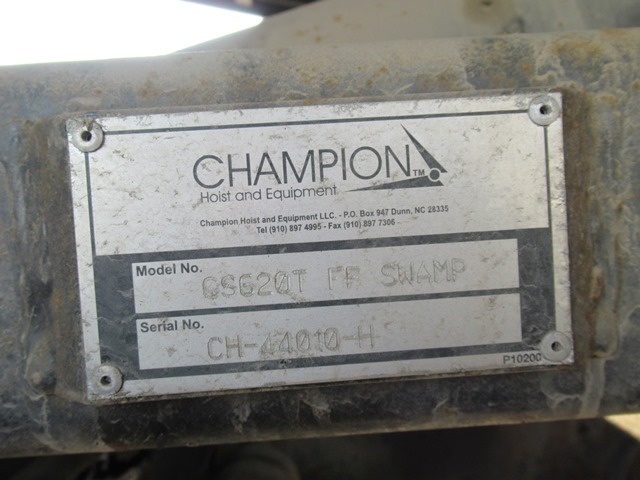 CHAMPION™
Hoist and Equipment
Champion Hoist and Equipment LLC. - P.O. Box 947 Dunn, NC 28335
Tel (910) 897 4995 - Fax (910) 897 7306
Model No. CS620T FF SWAMP
Serial No. CH-44010-H
P10200